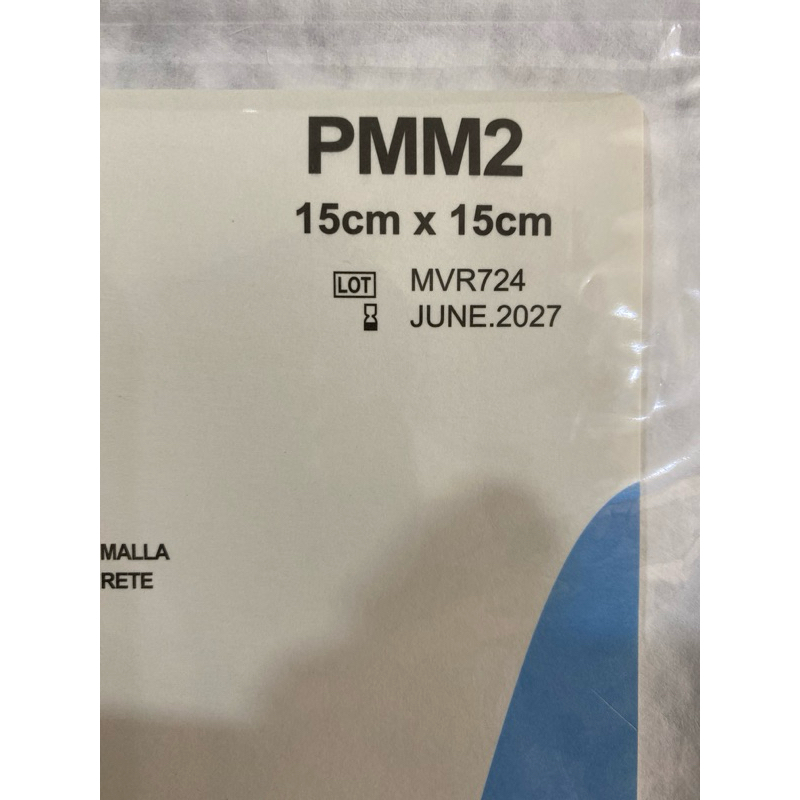 PMM2
15cm x 15cm
LOT MVR724
JUNE.2027
MALLA
RETE